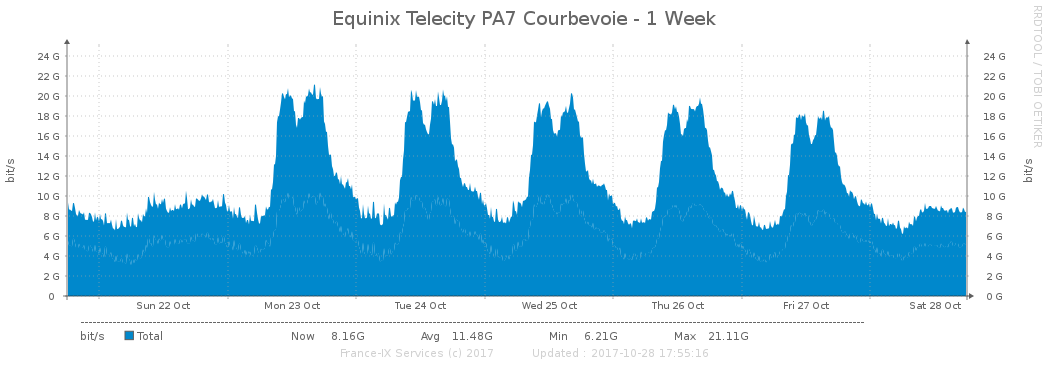 Equinix Telecity PA7 Courbevoie - 1 Week
RRDTOOL / TOBI OETIKER
bit/s
24 G 24 G
22 G 22 G
20 G 20 G
18 G 18 G
16 G 16 G
14 G 14 G
12 G 12 G
10 G 10 G
8 G 8 G
6 G 6 G
4 G 4 G
2 G 2 G
0 0 G
bit/s
Sun 22 Oct Mon 23 Oct Tue 24 Oct Wed 25 Oct Thu 26 Oct Fri 27 Oct Sat 28 Oct
bit/s Total Now 8.16G Avg 11.48G Min 6.21G Max 21.11G
France-IX Services (c) 2017 Updated : 2017-10-28 17:55:16